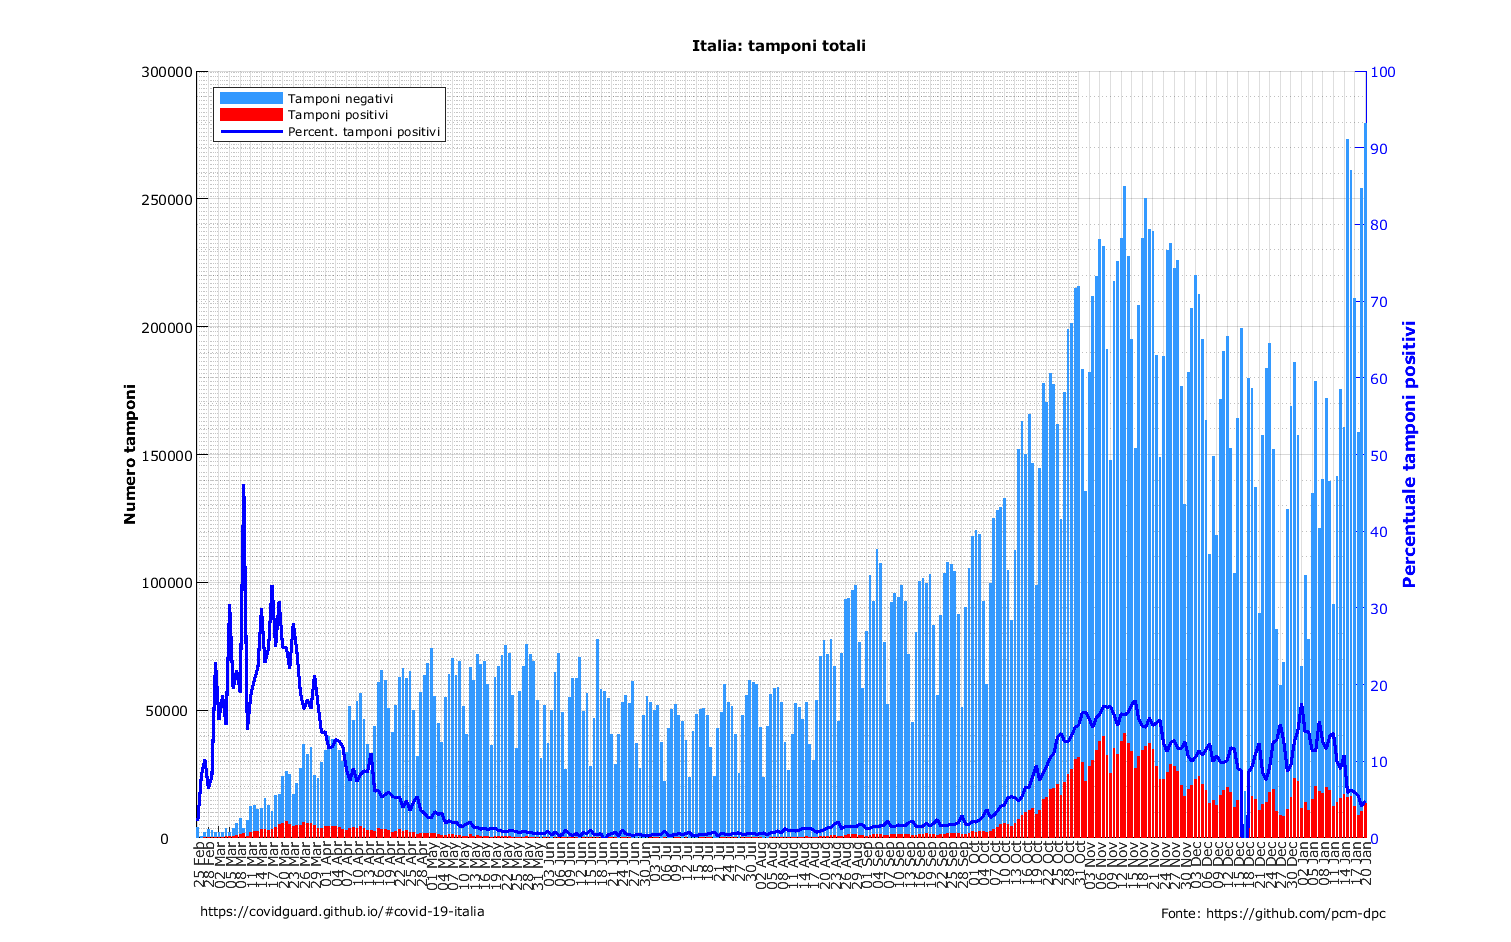 Italia: tamponi totali
300000
250000
200000
150000
100000
50000
0
Numero tamponi
Tamponi negativi
Tamponi positivi
Percent. tamponi positivi
100
90
80
70
60
50
40
30
20
10
0
Percentuale tamponi positivi
25 Feb
28 Feb
02 Mar
05 Mar
08 Mar
11 Mar
14 Mar
17 Mar
20 Mar
23 Mar
26 Mar
29 Mar
01 Apr
04 Apr
07 Apr
10 Apr
13 Apr
16 Apr
19 Apr
22 Apr
25 Apr
28 Apr
01 May
04 May
07 May
10 May
13 May
16 May
19 May
22 May
25 May
28 May
31 May
03 Jun
06 Jun
09 Jun
12 Jun
15 Jun
18 Jun
21 Jun
24 Jun
27 Jun
30 Jun
03 Jul
06 Jul
09 Jul
12 Jul
15 Jul
18 Jul
21 Jul
24 Jul
27 Jul
30 Jul
02 Aug
05 Aug
08 Aug
11 Aug
14 Aug
17 Aug
20 Aug
23 Aug
26 Aug
29 Aug
01 Sep
04 Sep
07 Sep
10 Sep
13 Sep
16 Sep
19 Sep
22 Sep
25 Sep
28 Sep
01 Oct
04 Oct
07 Oct
10 Oct
13 Oct
16 Oct
19 Oct
22 Oct
25 Oct
28 Oct
31 Oct
03 Nov
06 Nov
09 Nov
12 Nov
15 Nov
18 Nov
21 Nov
24 Nov
27 Nov
30 Nov
03 Dec
06 Dec
09 Dec
12 Dec
15 Dec
18 Dec
21 Dec
24 Dec
27 Dec
30 Dec
02 Jan
05 Jan
08 Jan
11 Jan
14 Jan
17 Jan
20 Jan
https://covidguard.github.io/#covid-19-italia
Fonte: https://github.com/pcm-dpc